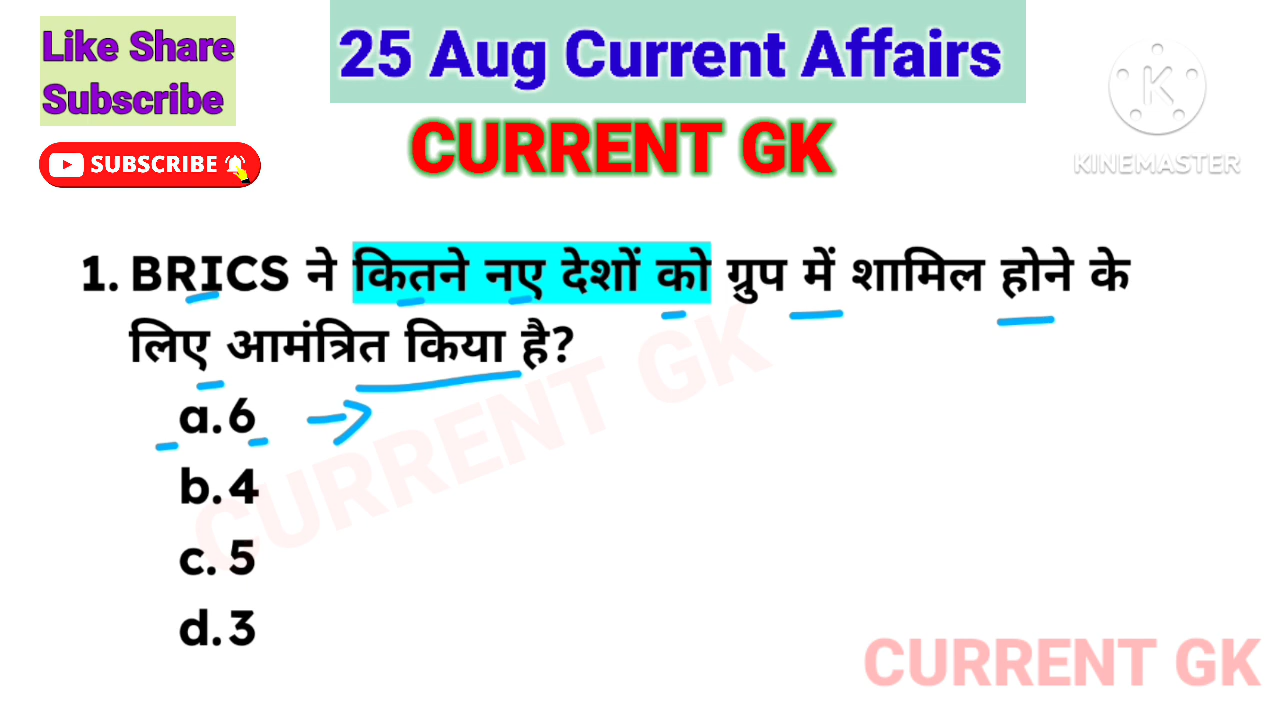 Like Share
Subscribe
SUBSCRIBE
25 Aug Current Affairs
CURRENT GK
KINEMASTER
1. BRICS ने कितने नए देशों को ग्रुप में शामिल होने के
लिए आमंत्रित किया है?
a. 6
b. 4
c. 5
d. 3
CURRENT GK
CURRENT GK